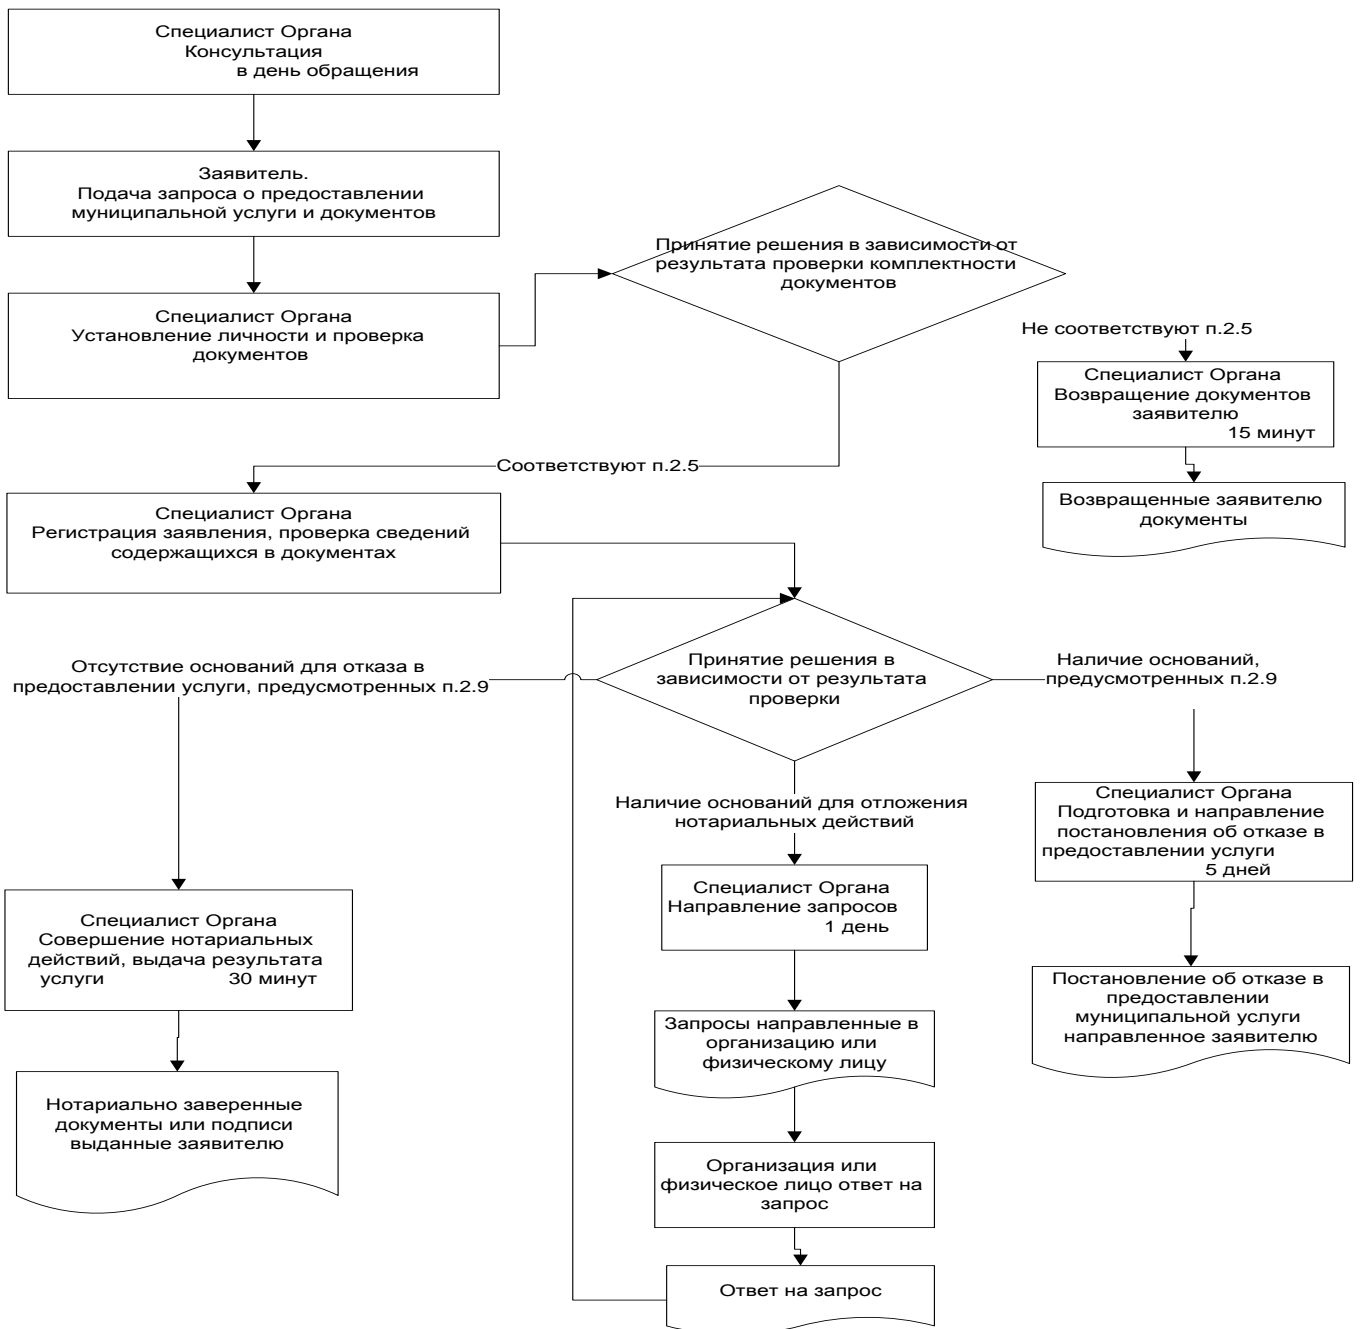 Специалист Органа
Консультация
в день обращения
Заявитель.
Подача запроса о предоставлении
муниципальной услуги и документов
Специалист Органа
Установление личности и проверка
документов
Принятие решения в зависимости от
результата проверки комплектности
документов
Не соответствуют п.2.5
Специалист Органа
Возвращение документов
заявителю
15 минут
Возвращенные заявителю
документы
Соответствуют п.2.5
Специалист Органа
Регистрация заявления, проверка сведений
содержащихся в документах
Принятие решения в
зависимости от результата
проверки
Отсутствие оснований для отказа в
предоставлении услуги, предусмотренных п.2.9
Наличие оснований,
предусмотренных п.2.9
Наличие оснований для отложения
нотариальных действий
Специалист Органа
Подготовка и направление
постановления об отказе в
предоставлении услуги
5 дней
Специалист Органа
Направление запросов
1 день
Специалист Органа
Совершение нотариальных
действий, выдача результата
услуги 30 минут
Постановление об отказе в
предоставлении
муниципальной услуги
направленное заявителю
Запросы направленные в
организацию или
физическому лицу
Нотариально заверенные
документы или подписи
выданные заявителю
Организация или
физическое лицо ответ на
запрос
Ответ на запрос